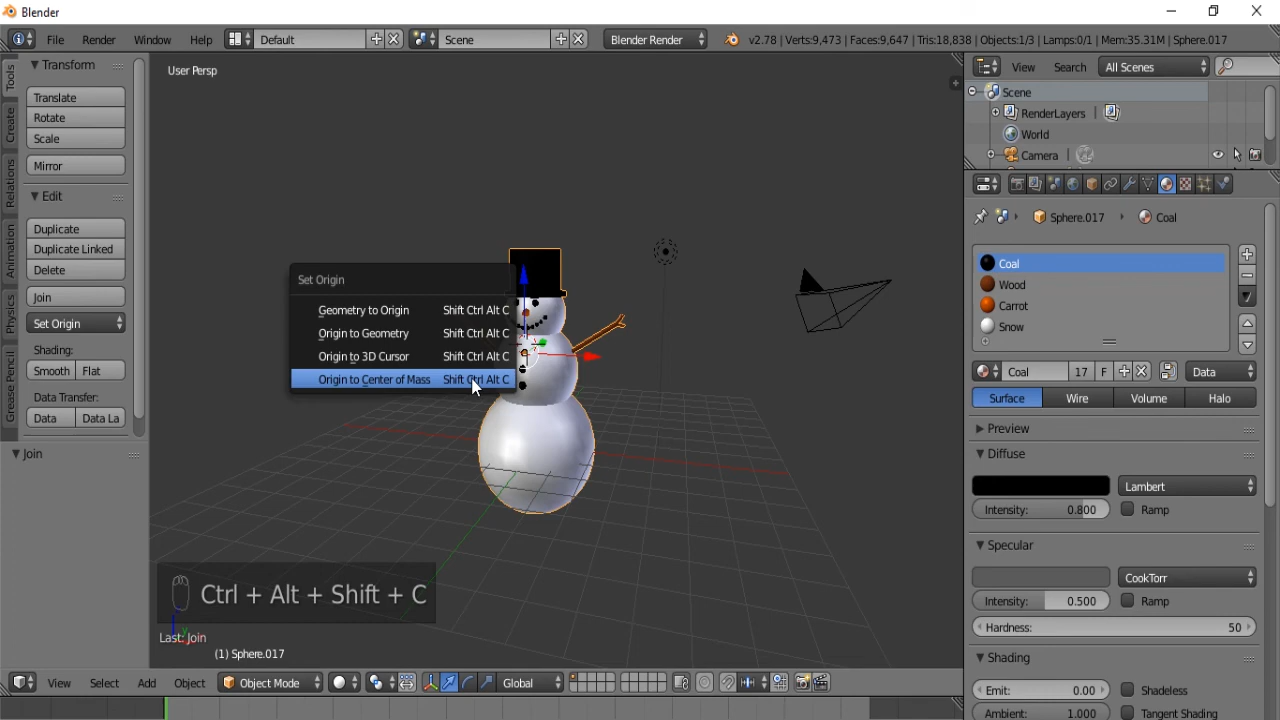 Blender
File Render Window Help Default Scene Blender Render v2.78 | Verts:9,473 | Faces:9,647 | Tris:18,838 | Objects:1/3 | Lamps:0/1 | Mem:35.31M | Sphere.017
Tools
Create
Relations
Animation
Physics
Grease Pencil
Transform
Translate
Rotate
Scale
Mirror
Edit
Duplicate
Duplicate Linked
Delete
Join
Set Origin
Shading:
Smooth Flat
Data Transfer:
Data Data La
Join
User Persp
Set Origin
Geometry to Origin Shift Ctrl Alt C
Origin to Geometry Shift Ctrl Alt C
Origin to 3D Cursor Shift Ctrl Alt C
Origin to Center of Mass Shift Ctrl Alt C
Ctrl + Alt + Shift + C
Last: Join
(1) Sphere.017
View Select Add Object Object Mode Global
View Search All Scenes
Scene
RenderLayers |
World
Camera |
Sphere.017 Coal
Coal
Wood
Carrot
Snow
Coal 17 F Data
Surface Wire Volume Halo
Preview
Diffuse
Lambert
Intensity: 0.800 Ramp
Specular
CookTorr
Intensity: 0.500 Ramp
Hardness: 50
Shading
Emit: 0.00 Shadeless
Ambient: 1.000 Tangent Shading